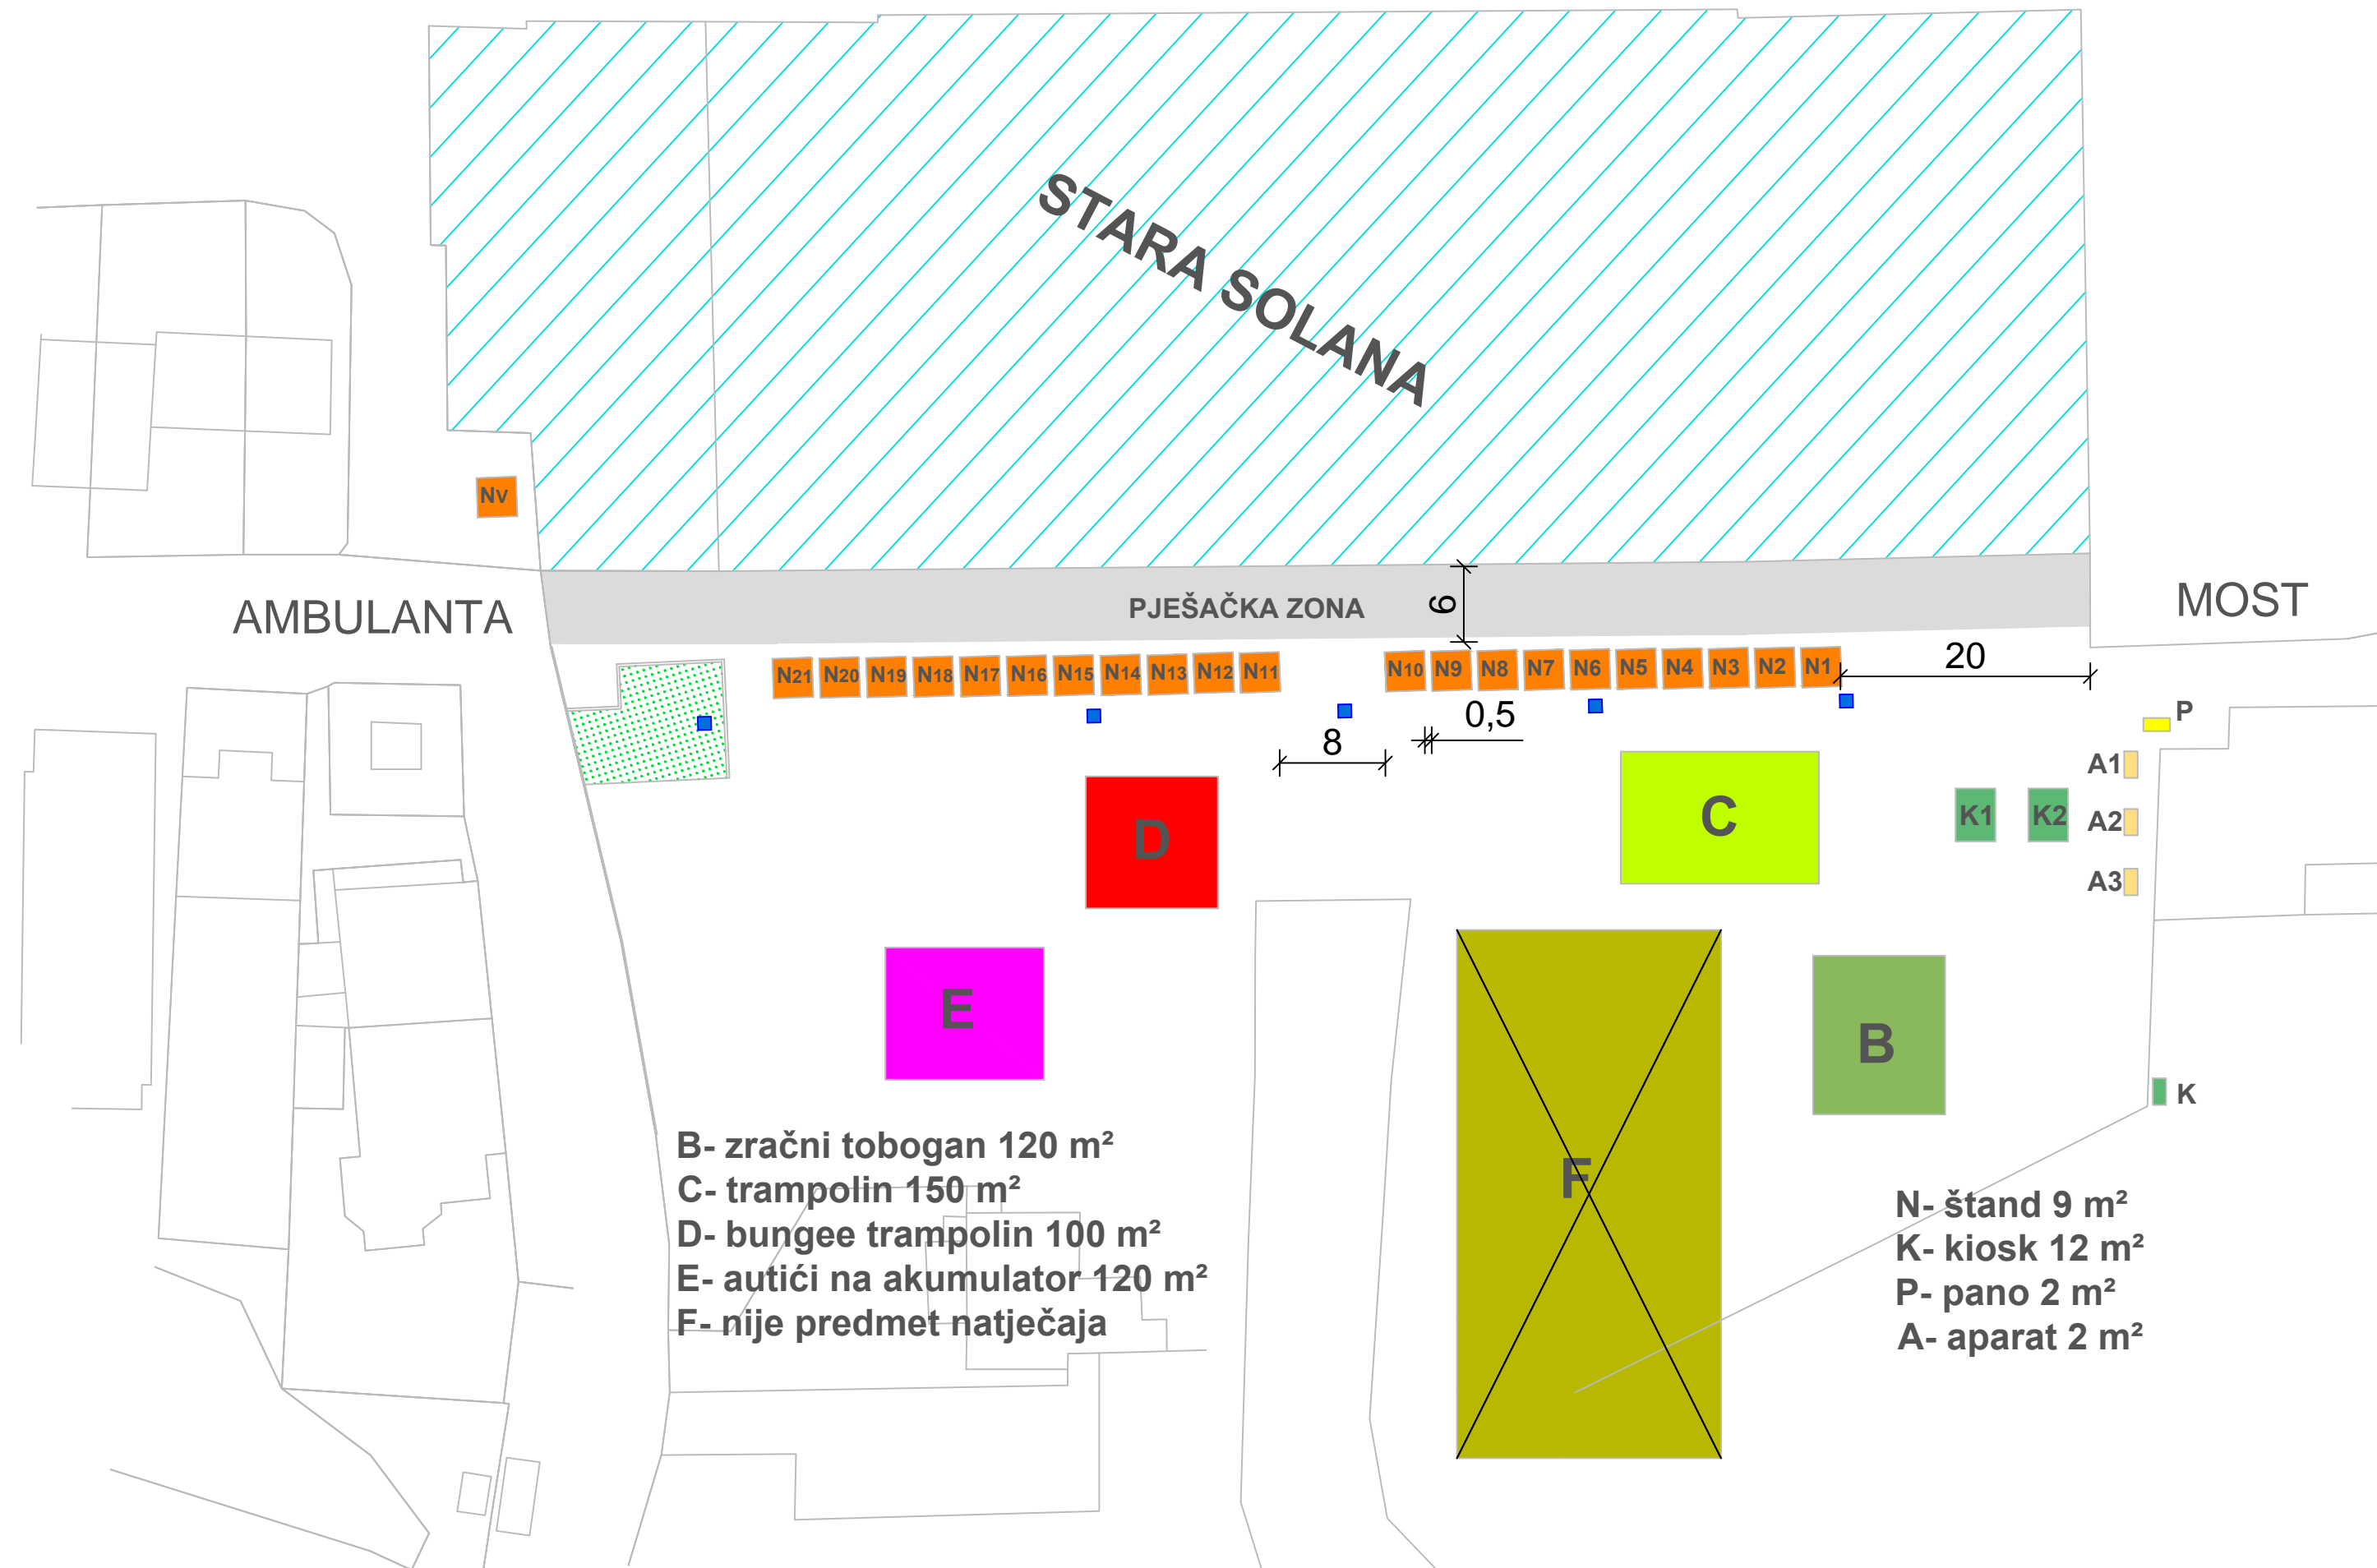 STARA SOLANA
Nv
AMBULANTA
PJEŠAČKA ZONA
6
MOST
N21 N20 N19 N18 N17 N16 N15 N14 N13 N12 N11 N10 N9 N8 N7 N6 N5 N4 N3 N2 N1
20
P
0,5
8
A1
D
C
K1
K2
A2
A3
E
B
F
K
B- zračni tobogan 120 m²
C- trampolin 150 m²
D- bungee trampolin 100 m²
E- autići na akumulator 120 m²
F- nije predmet natječaja
N- štand 9 m²
K- kiosk 12 m²
P- pano 2 m²
A- aparat 2 m²